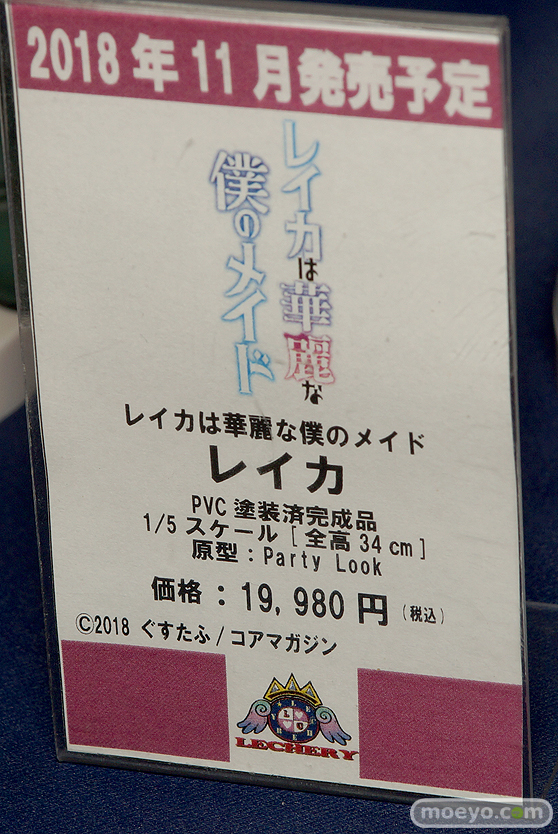 2018年11月発売予定
レイカは華麗な
僕のメイド
レイカは華麗な僕のメイド
レイカ
PVC塗装済完成品
1/5スケール[全高34cm]
原型:Party Look
価格:19,980円(税込)
©2018 ぐすたふ/コアマガジン
LECHERY
moeyo.com